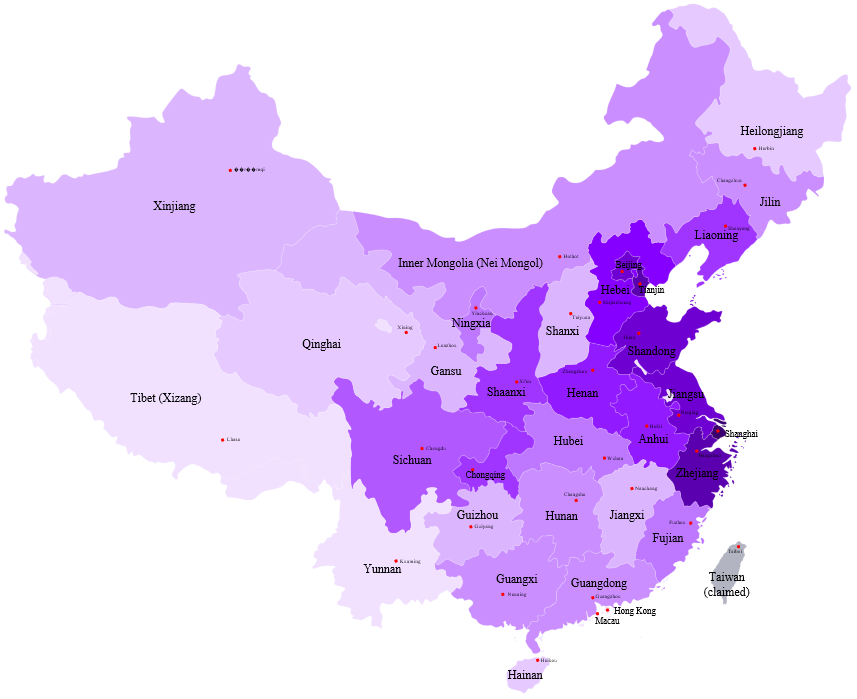 Heilongjiang
Harbin
��r��mqi
Changchun
Xinjiang
Jilin
Shenyang
Liaoning
Hohhot
Inner Mongolia (Nei Mongol)
Beijing
Hebei
Tianjin
Shijiazhuang
Yinchuan
Ningxia
Taiyuan
Shanxi
Xining
Qinghai
Lanzhou
Jinan
Shandong
Gansu
Zhengzhou
Xi'an
Shaanxi
Henan
Jiangsu
Tibet (Xizang)
Nanjing
Hefei
Anhui
Shanghai
Lhasa
Hubei
Chengdu
Sichuan
Wuhan
Chongqing
Zhejiang
Nanchang
Changsha
Guizhou
Hunan
Jiangxi
Guiyang
Fuzhou
Fujian
Taibei
Kunming
Yunnan
Guangxi
Guangdong
Taiwan
(claimed)
Nanning
Guangzhou
Hong Kong
Macau
Haikou
Hainan